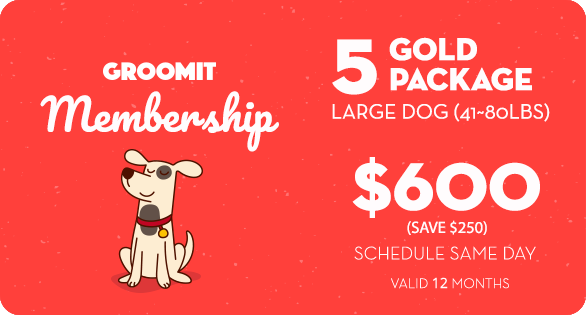 GROOMIT
Membership
5 GOLD
PACKAGE
LARGE DOG (41~80LBS)
$600
(SAVE $250)
SCHEDULE SAME DAY
VALID 12 MONTHS